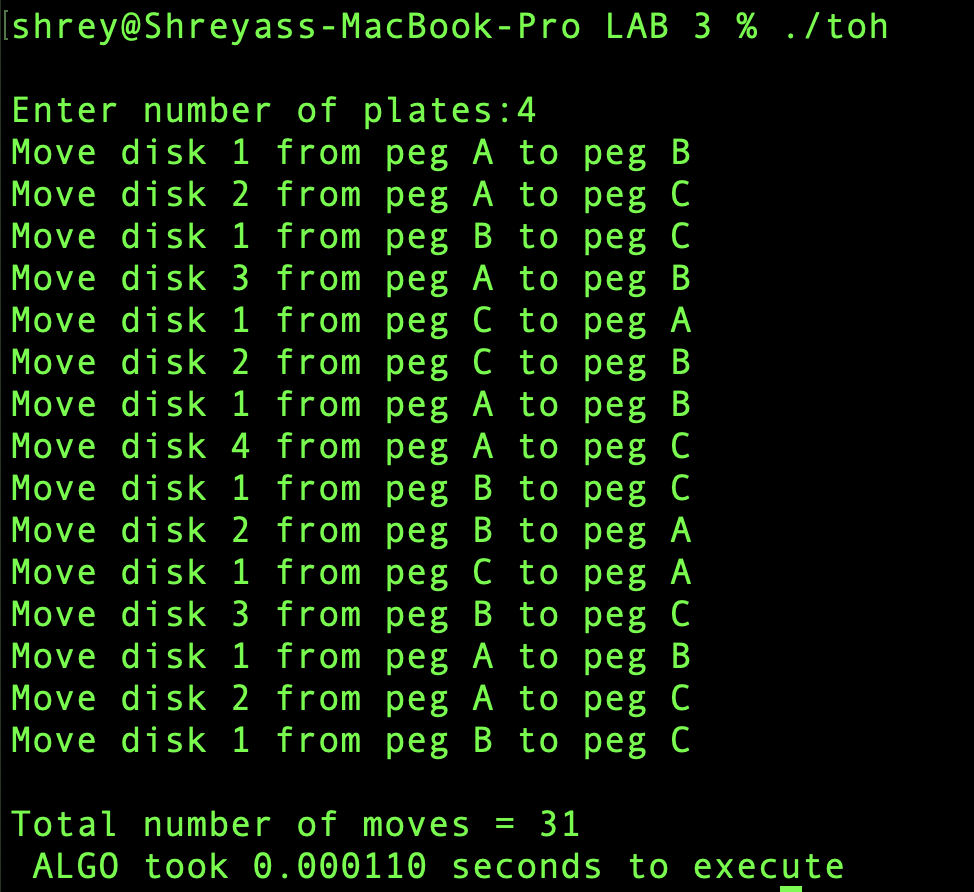 [shrey@Shreyass-MacBook-Pro LAB 3 % ./toh
Enter number of plates:4
Move disk 1 from peg A to peg B
Move disk 2 from peg A to peg C
Move disk 1 from peg B to peg C
Move disk 3 from peg A to peg B
Move disk 1 from peg C to peg A
Move disk 2 from peg C to peg B
Move disk 1 from peg A to peg B
Move disk 4 from peg A to peg C
Move disk 1 from peg B to peg C
Move disk 2 from peg B to peg A
Move disk 1 from peg C to peg A
Move disk 3 from peg B to peg C
Move disk 1 from peg A to peg B
Move disk 2 from peg A to peg C
Move disk 1 from peg B to peg C
Total number of moves = 31
ALGO took 0.000110 seconds to execute